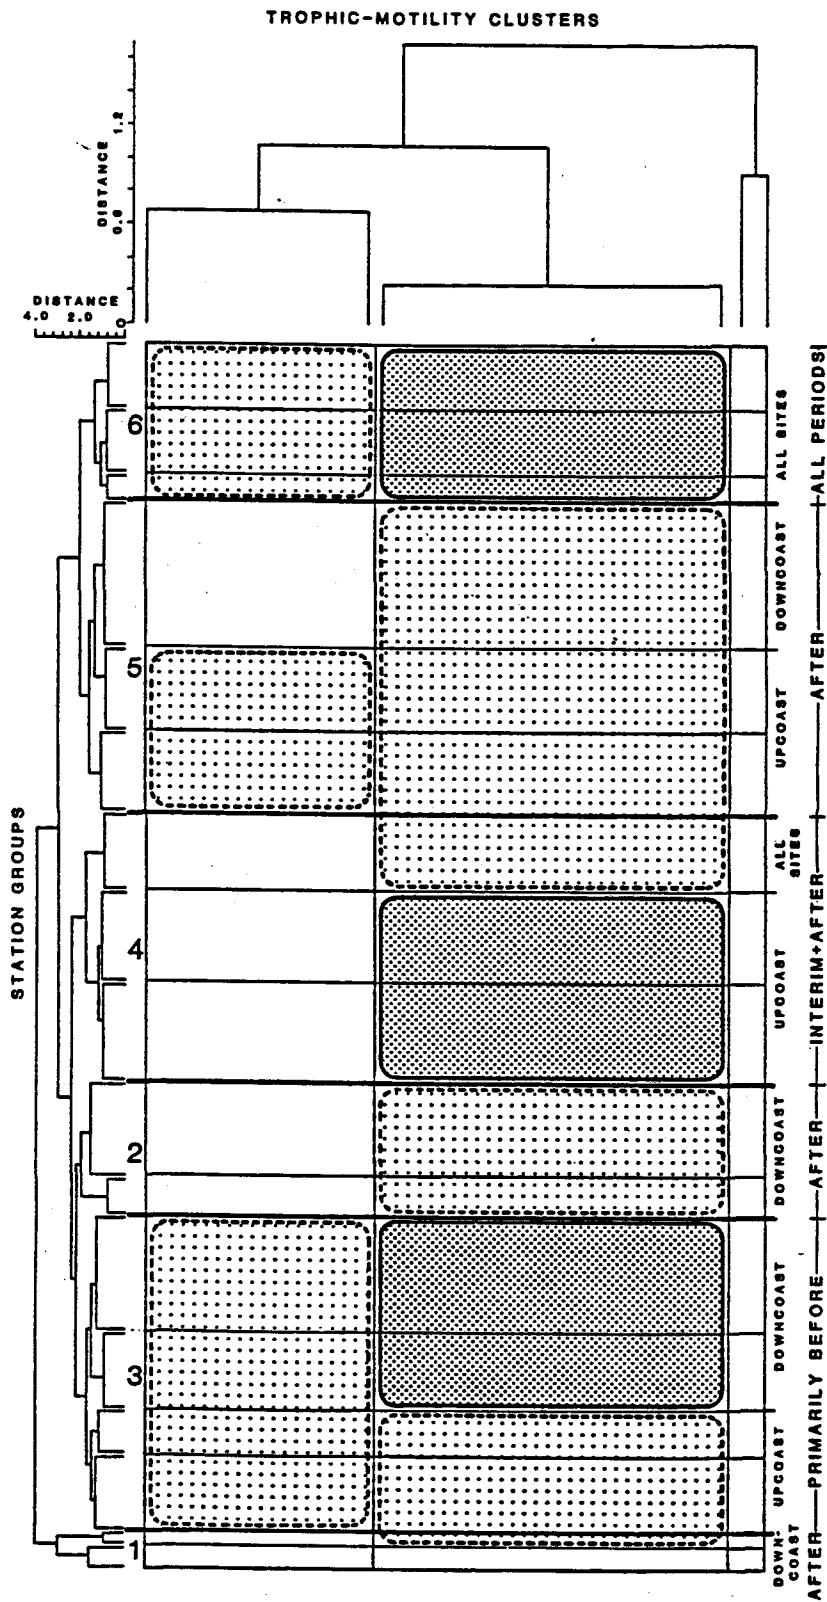 TROPHIC-MOTILITY CLUSTERS
DISTANCE
1.2
0.6
0
DISTANCE
4.0 2.0
STATION GROUPS
6
ALL SITES
ALL PERIODS
5
DOWNCOAST
UPCOAST
AFTER
4
ALL
SITES
UPCOAST
INTERIM+AFTER
2
DOWNCOAST
AFTER
3
DOWNCOAST
UPCOAST
PRIMARILY BEFORE
1
DOWN-
COAST
AFTER